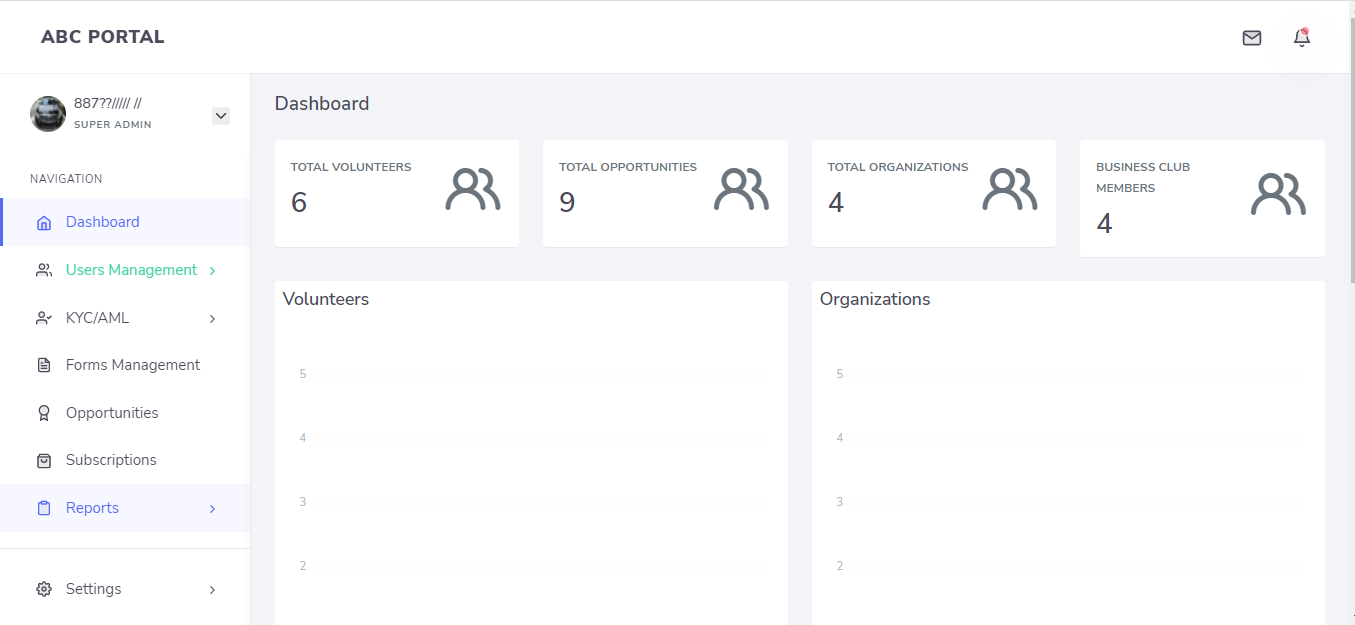 ABC PORTAL
887??///// //
SUPER ADMIN
NAVIGATION
Dashboard
Users Management
KYC/AML
Forms Management
Opportunities
Subscriptions
Reports
Settings
Dashboard
TOTAL VOLUNTEERS
6
TOTAL OPPORTUNITIES
9
TOTAL ORGANIZATIONS
4
BUSINESS CLUB
MEMBERS
4
Volunteers
5
4
3
2
Organizations
5
4
3
2